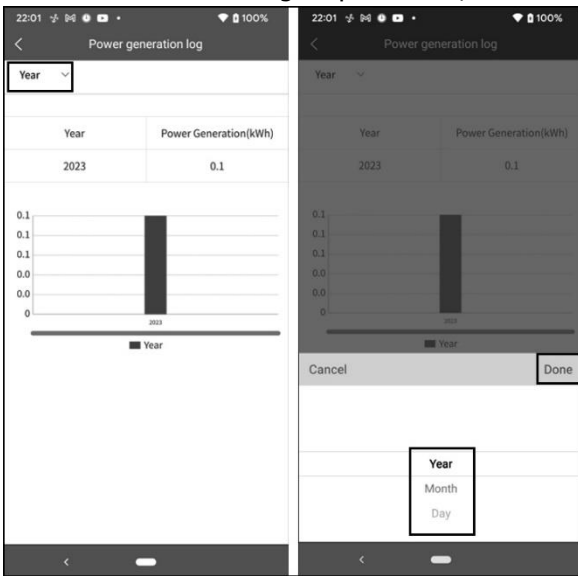 22:01 100%
Power generation log
Year
Year Power Generation(kWh)
2023 0.1
0.1
0.1
0.1
0.0
0.0
0
2023
Year
22:01 100%
Power generation log
Year
Year Power Generation(kWh)
2023 0.1
0.1
0.1
0.1
0.0
0.0
0
2023
Year
Cancel Done
Year
Month
Day